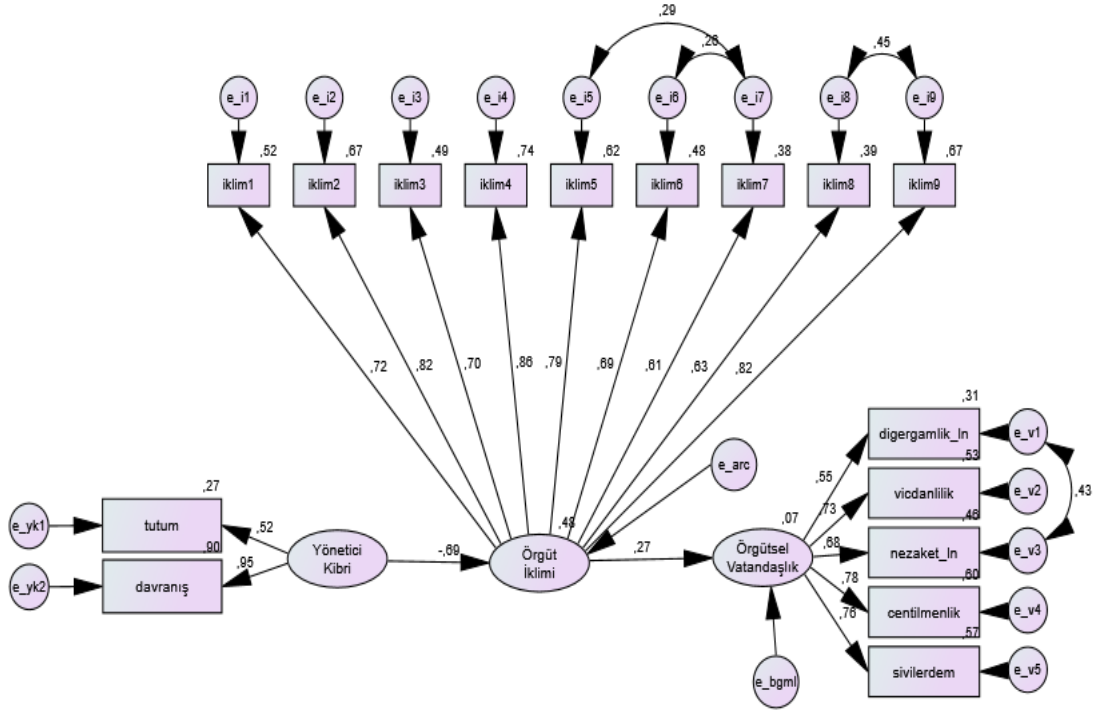 ,29
,26
,45
e_i1
e_i2
e_i3
e_i4
e_i5
e_i6
e_i7
e_i8
e_i9
,52
,67
,49
,74
,62
,48
,38
,39
,67
iklim1
iklim2
iklim3
iklim4
iklim5
iklim6
iklim7
iklim8
iklim9
,72
,82
,70
,86
,79
,69
,61
,63
,82
e_arc
,27
e_yk1
tutum
,52
,90
e_yk2
davranış
,95
Yönetici
Kibri
-,69
,48
Örgüt
İklimi
,27
,07
Örgütsel
Vatandaşlık
e_bgml
,31
,55
digergamlik_ln
e_v1
,53
,73
vicdanlilik
e_v2
,43
,46
,68
nezaket_ln
e_v3
,60
,78
centilmenlik
e_v4
,57
,76
sivilerdem
e_v5